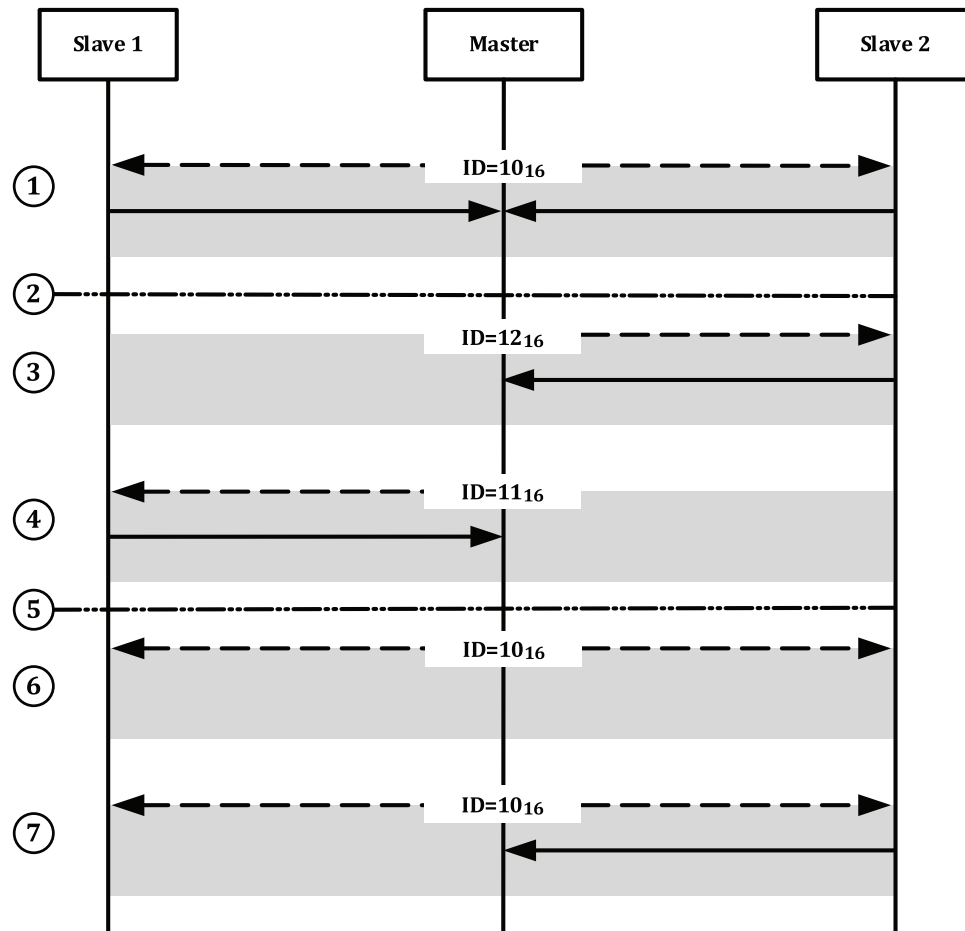 Slave 1
Master
Slave 2
ID=10₁₆
1
2
ID=12₁₆
3
ID=11₁₆
4
5
ID=10₁₆
6
ID=10₁₆
7